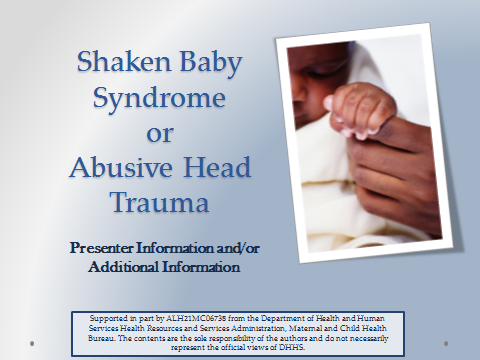 Shaken Baby
Syndrome
or
Abusive Head
Trauma
Presenter Information and/or
Additional Information
Supported in part by ALH21MC06738 from the Department of Health and Human
Services Health Resources and Services Administration, Maternal and Child Health
Bureau. The contents are the sole responsibility of the authors and do not necessarily
represent the official views of DHHS.